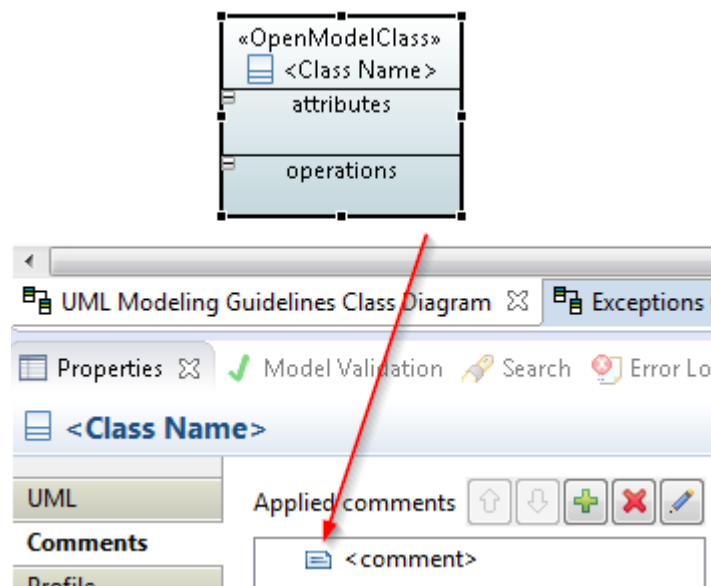 «OpenModelClass»
<Class Name>
attributes
operations
UML Modeling Guidelines Class Diagram Exceptions
Properties Model Validation Search Error Lo
<Class Name>
UML
Applied comments
Comments
<comment>
Profile